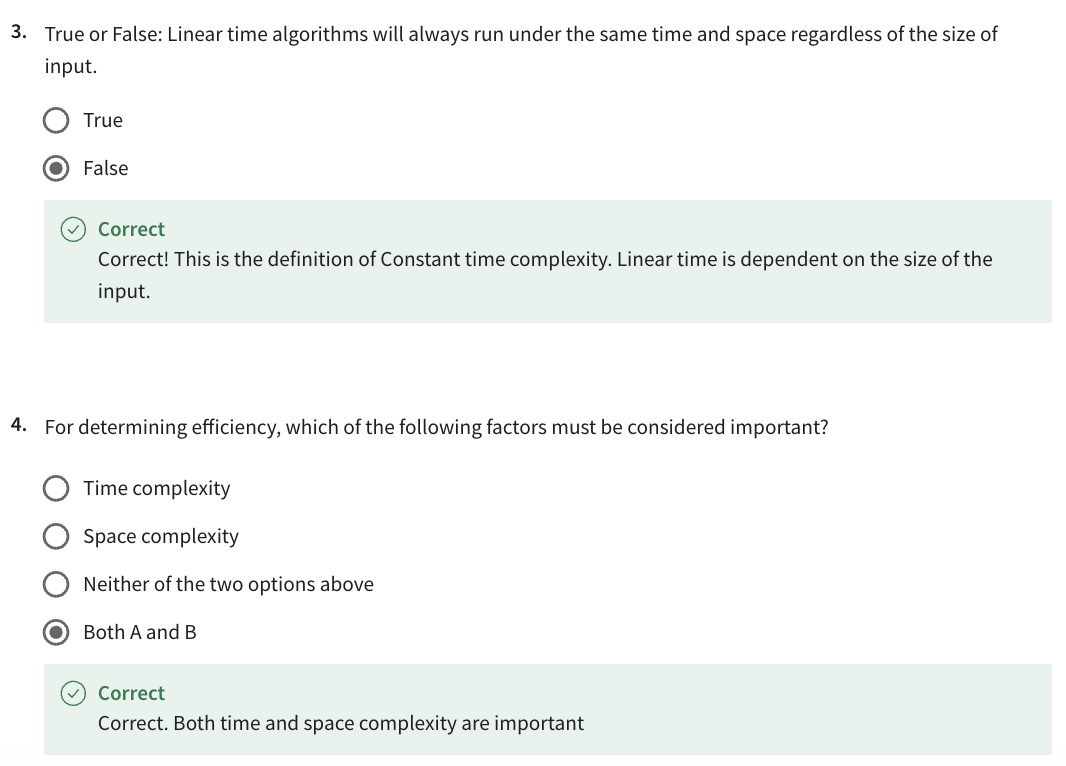 3. True or False: Linear time algorithms will always run under the same time and space regardless of the size of
input.
True
False
Correct
Correct! This is the definition of Constant time complexity. Linear time is dependent on the size of the
input.
4. For determining efficiency, which of the following factors must be considered important?
Time complexity
Space complexity
Neither of the two options above
Both A and B
Correct
Correct. Both time and space complexity are important